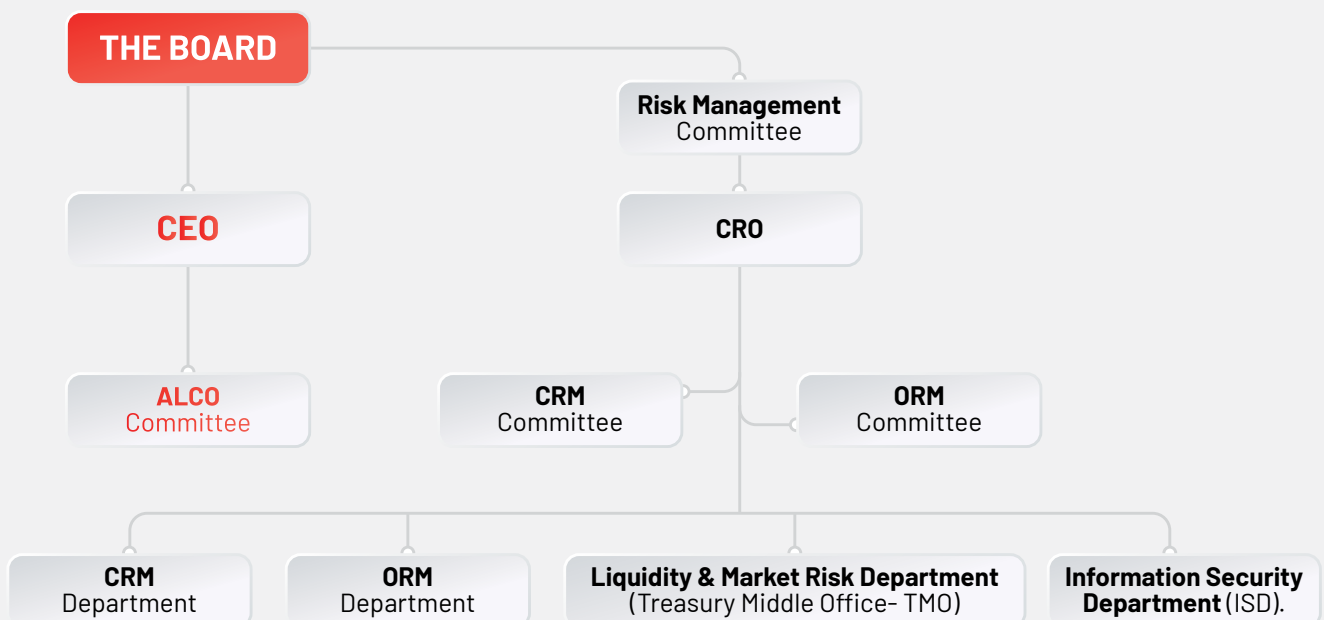 THE BOARD
Risk Management
Committee
CEO
CRO
ALCO
Committee
CRM
Committee
ORM
Committee
CRM
Department
ORM
Department
Liquidity & Market Risk Department
(Treasury Middle Office- TMO)
Information Security
Department (ISD).